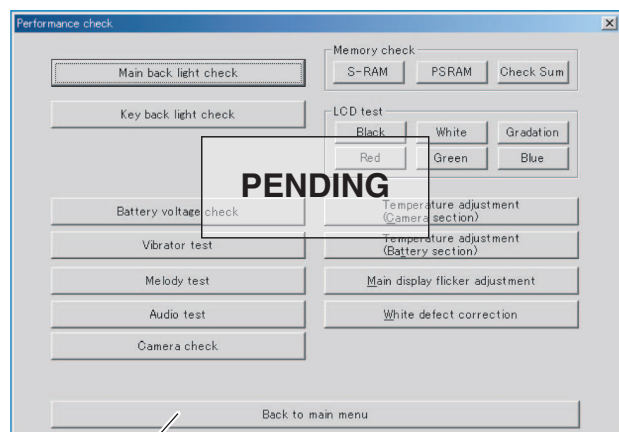 Performance check
Memory check
Main back light check
S-RAM PSRAM Check Sum
Key back light check
LCD test
Black White Gradation
Red Green Blue
PENDING
Battery voltage check
Temperature adjustment
(Camera section)
Vibrator test
Temperature adjustment
(Battery section)
Melody test
Main display flicker adjustment
Audio test
White defect correction
Camera check
Back to main menu